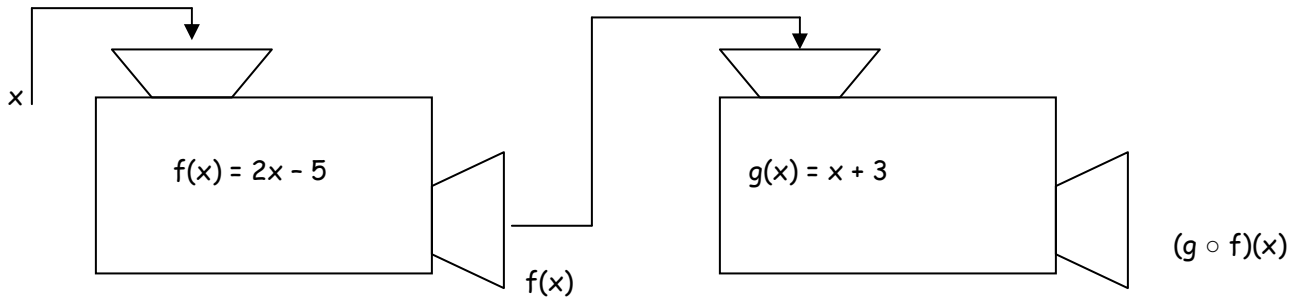 x
f(x) = 2x – 5
g(x) = x + 3
(g ○ f)(x)
f(x)